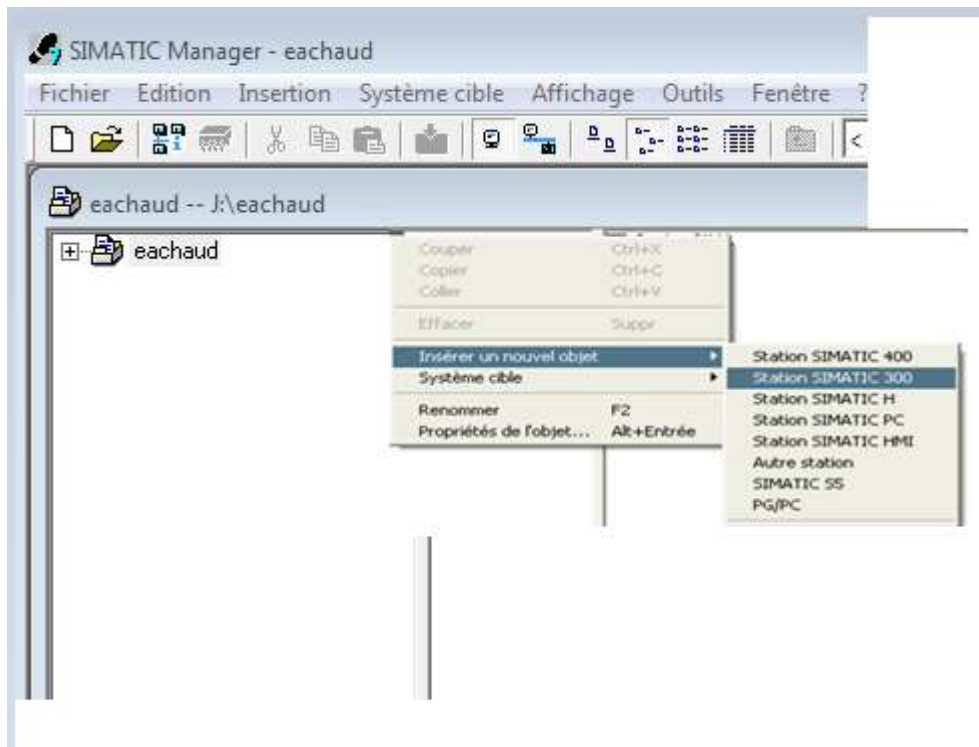 SIMATIC Manager - eachaud
Fichier Edition Insertion Système cible Affichage Outils Fenêtre ?
<
eachaud -- J:\eachaud
eachaud
Couper Ctrl+X
Copier Ctrl+C
Coller Ctrl+V
Effacer Suppr
Insérer un nouvel objet
Système cible
Renommer F2
Propriétés de l'objet... Alt+Entrée
Station SIMATIC 400
Station SIMATIC 300
Station SIMATIC H
Station SIMATIC PC
Station SIMATIC HMI
Autre station
SIMATIC S5
PG/PC